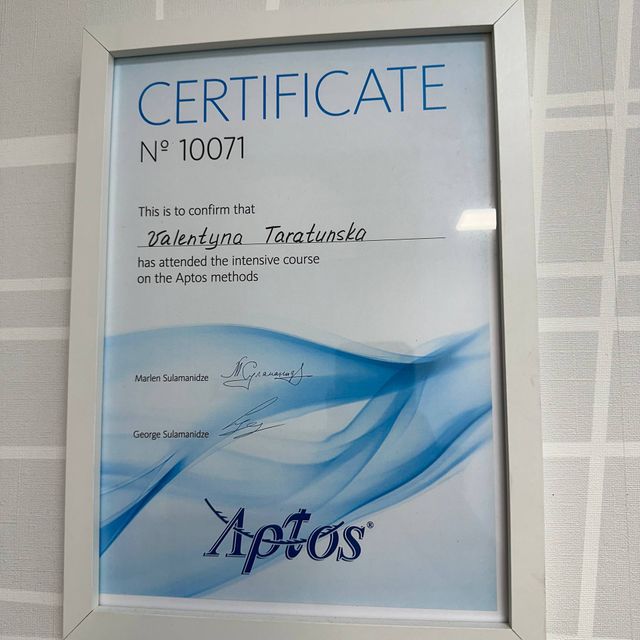 CERTIFICATE
Nº 10071
This is to confirm that
Valentyna Taratunska
has attended the intensive course
on the Aptos methods
Marlen Sulamanidze
George Sulamanidze
Aptos®